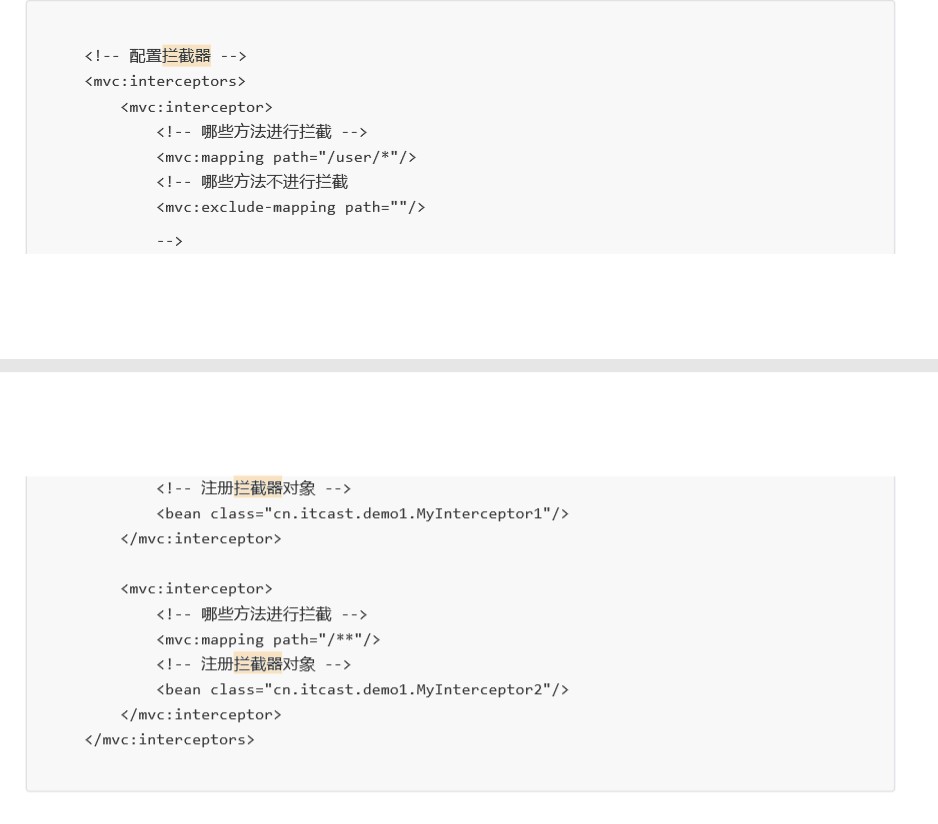 <!-- 配置拦截器 -->
<mvc:interceptors>
<mvc:interceptor>
<!-- 哪些方法进行拦截 -->
<mvc:mapping path="/user/*"/>
<!-- 哪些方法不进行拦截
<mvc:exclude-mapping path=""/>
-->
<!-- 注册拦截器对象 -->
<bean class="cn.itcast.demo1.MyInterceptor1"/>
</mvc:interceptor>
<mvc:interceptor>
<!-- 哪些方法进行拦截 -->
<mvc:mapping path="/**"/>
<!-- 注册拦截器对象 -->
<bean class="cn.itcast.demo1.MyInterceptor2"/>
</mvc:interceptor>
</mvc:interceptors>